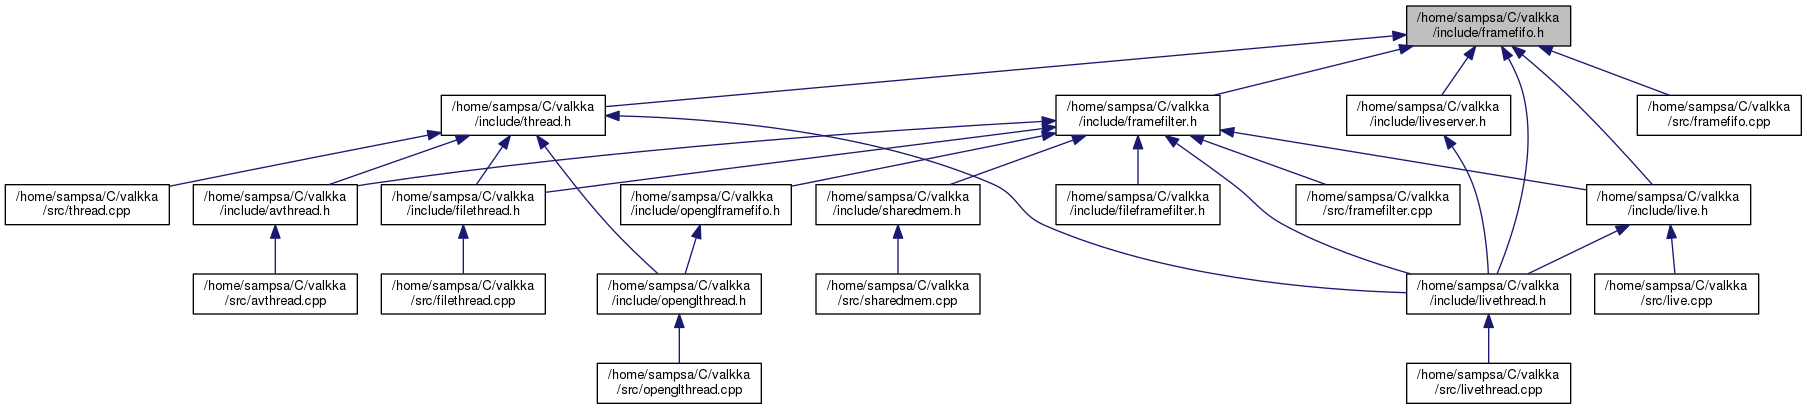 /home/sampsa/C/valkka
/include/framefifo.h
/home/sampsa/C/valkka
/include/thread.h
/home/sampsa/C/valkka
/include/framefilter.h
/home/sampsa/C/valkka
/include/liveserver.h
/home/sampsa/C/valkka
/src/framefifo.cpp
/home/sampsa/C/valkka
/src/thread.cpp
/home/sampsa/C/valkka
/include/avthread.h
/home/sampsa/C/valkka
/include/filethread.h
/home/sampsa/C/valkka
/include/openglframefifo.h
/home/sampsa/C/valkka
/include/sharedmem.h
/home/sampsa/C/valkka
/include/fileframefilter.h
/home/sampsa/C/valkka
/src/framefilter.cpp
/home/sampsa/C/valkka
/include/live.h
/home/sampsa/C/valkka
/src/avthread.cpp
/home/sampsa/C/valkka
/src/filethread.cpp
/home/sampsa/C/valkka
/include/openglthread.h
/home/sampsa/C/valkka
/src/sharedmem.cpp
/home/sampsa/C/valkka
/include/livethread.h
/home/sampsa/C/valkka
/src/live.cpp
/home/sampsa/C/valkka
/src/openglthread.cpp
/home/sampsa/C/valkka
/src/livethread.cpp